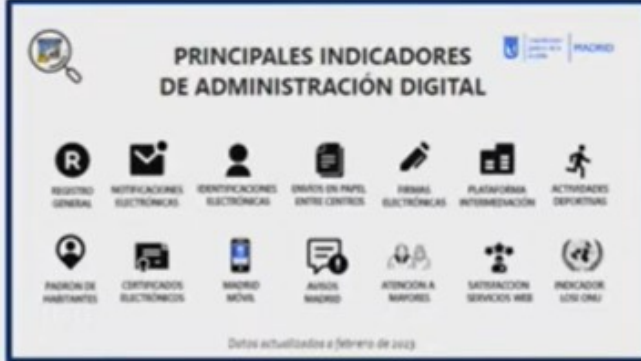 PRINCIPALES INDICADORES
DE ADMINISTRACIÓN DIGITAL
MADRID
R
REGISTRO
GENERAL
NOTIFICACIONES
ELECTRÓNICAS
IDENTIFICACIONES
ELECTRÓNICAS
ENVÍOS EN PAPEL
ENTRE CENTROS
FIRMAS
ELECTRÓNICAS
PLATAFORMA
INTERMEDIACIÓN
ACTIVIDADES
DEPORTIVAS
PADRÓN DE
HABITANTES
CERTIFICADOS
ELECTRÓNICOS
MADRID
MÓVIL
AVISOS
MADRID
ATENCIÓN A
MAYORES
SATISFACCIÓN
SERVICIOS WEB
INDICADOR
LOSI ONU
Datos actualizados a febrero de 2023